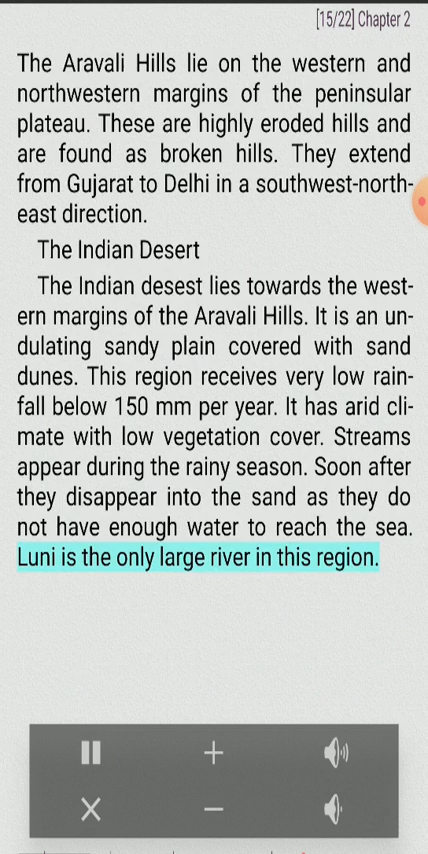 [15/22] Chapter 2
The Aravali Hills lie on the western and
northwestern margins of the peninsular
plateau. These are highly eroded hills and
are found as broken hills. They extend
from Gujarat to Delhi in a southwest-north-
east direction.
The Indian Desert
The Indian desest lies towards the west-
ern margins of the Aravali Hills. It is an un-
dulating sandy plain covered with sand
dunes. This region receives very low rain-
fall below 150 mm per year. It has arid cli-
mate with low vegetation cover. Streams
appear during the rainy season. Soon after
they disappear into the sand as they do
not have enough water to reach the sea.
Luni is the only large river in this region.